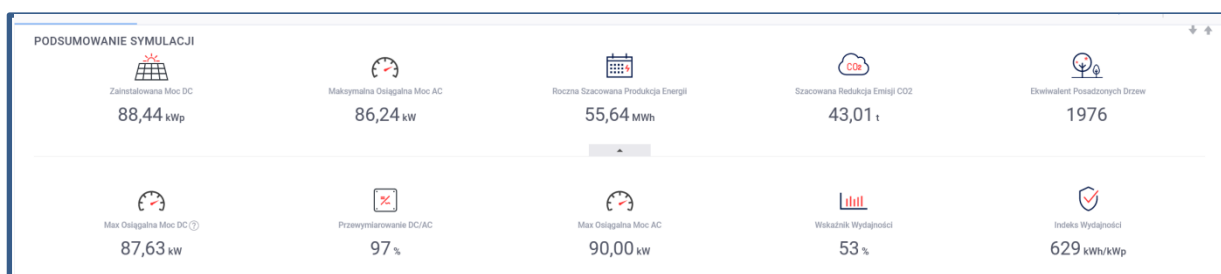 PODSUMOWANIE SYMULACJI
CO2
Zainstalowana Moc DC
Maksymalna Osiągalna Moc AC
Roczna Szacowana Produkcja Energii
Szacowana Redukcja Emisji CO2
Ekwiwalent Posadzonych Drzew
88,44 kWp
86,24 kW
55,64 MWh
43,01 t
1976
Max Osiągalna Moc DC ?
Przewymiarowanie DC/AC
Max Osiągalna Moc AC
Wskaźnik Wydajności
Indeks Wydajności
87,63 kW
97 %
90,00 kW
53 %
629 kWh/kWp